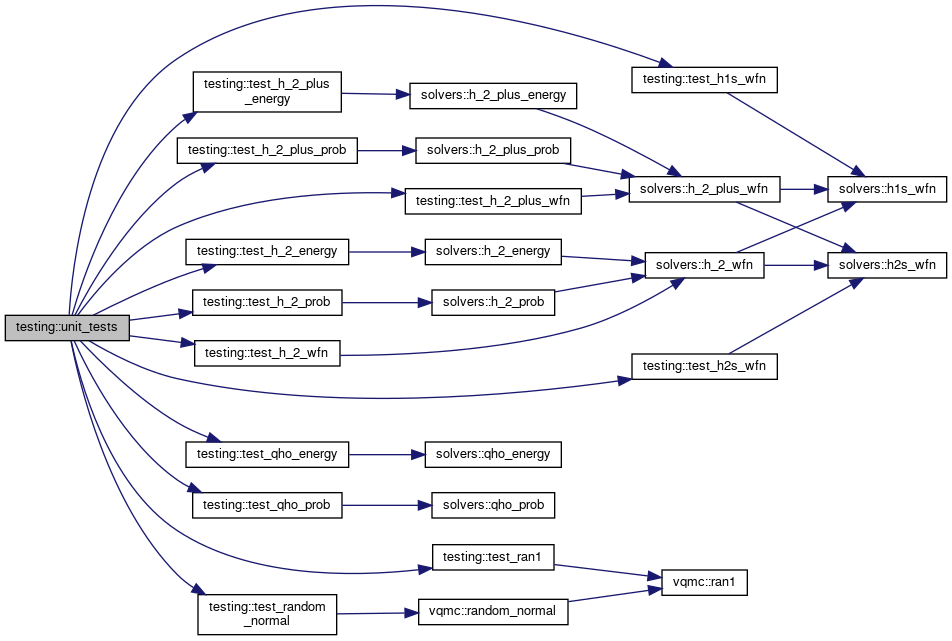 testing::unit_tests
testing::test_h1s_wfn
testing::test_h_2_plus
_energy
solvers::h_2_plus_energy
testing::test_h_2_plus_prob
solvers::h_2_plus_prob
testing::test_h_2_plus_wfn
solvers::h_2_plus_wfn
solvers::h1s_wfn
testing::test_h_2_energy
solvers::h_2_energy
solvers::h_2_wfn
solvers::h2s_wfn
testing::test_h_2_prob
solvers::h_2_prob
testing::test_h_2_wfn
testing::test_h2s_wfn
testing::test_qho_energy
solvers::qho_energy
testing::test_qho_prob
solvers::qho_prob
testing::test_ran1
vqmc::ran1
testing::test_random
_normal
vqmc::random_normal